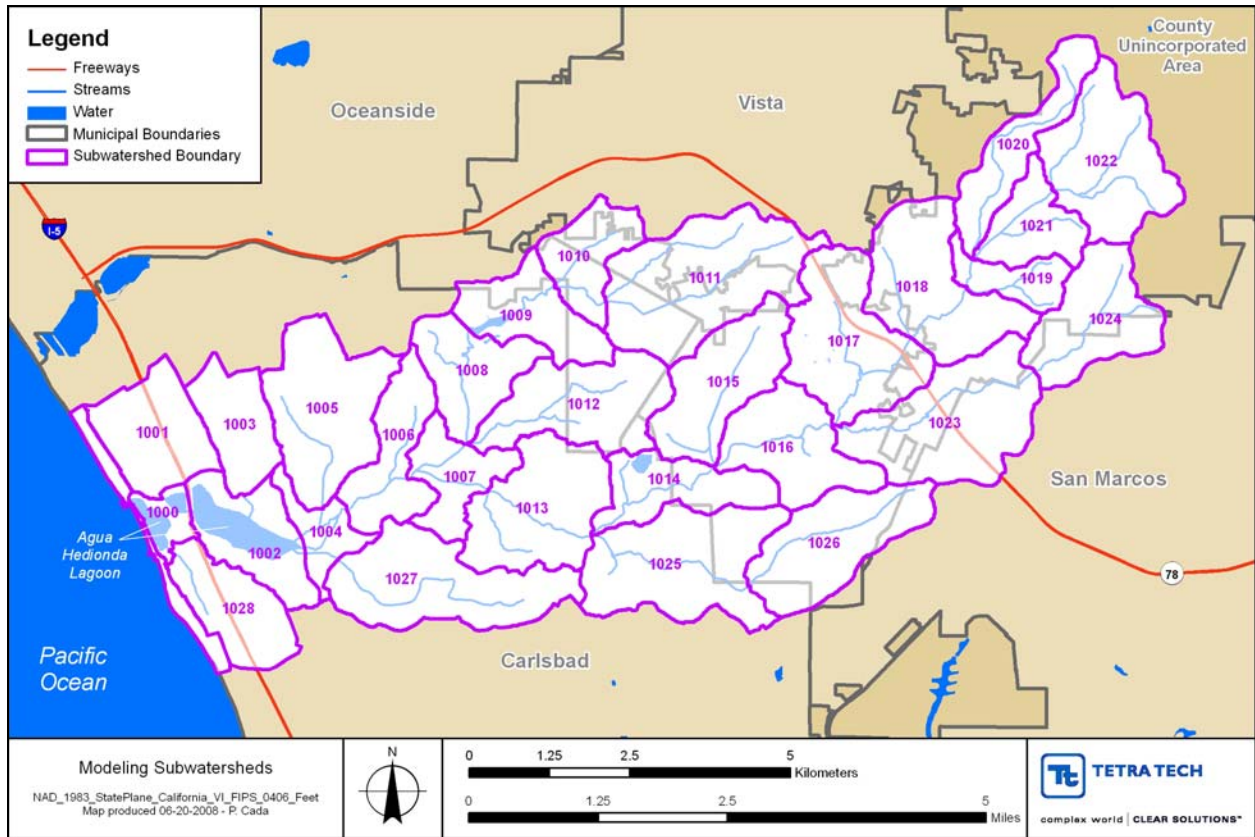 Legend
Freeways
Streams
Water
Municipal Boundaries
Subwatershed Boundary
County
Unincorporated
Area
Oceanside
Vista
I-5
1020
1022
1021
1010
1011
1019
1018
1009
1024
1017
1008
1015
1012
1005
1006
1003
1001
1023
1016
1007
1014
1013
San Marcos
1000
1004
Agua
Hedionda
Lagoon
1002
1026
1025
1027
1028
78
Pacific
Ocean
Carlsbad
Modeling Subwatersheds
NAD_1983_StatePlane_California_VI_FIPS_0406_Feet
Map produced 06-20-2008 - P. Cada
N
0 1.25 2.5 5
Kilometers
0 1.25 2.5 5
Miles
Tt
TETRA TECH
complex world | CLEAR SOLUTIONS™